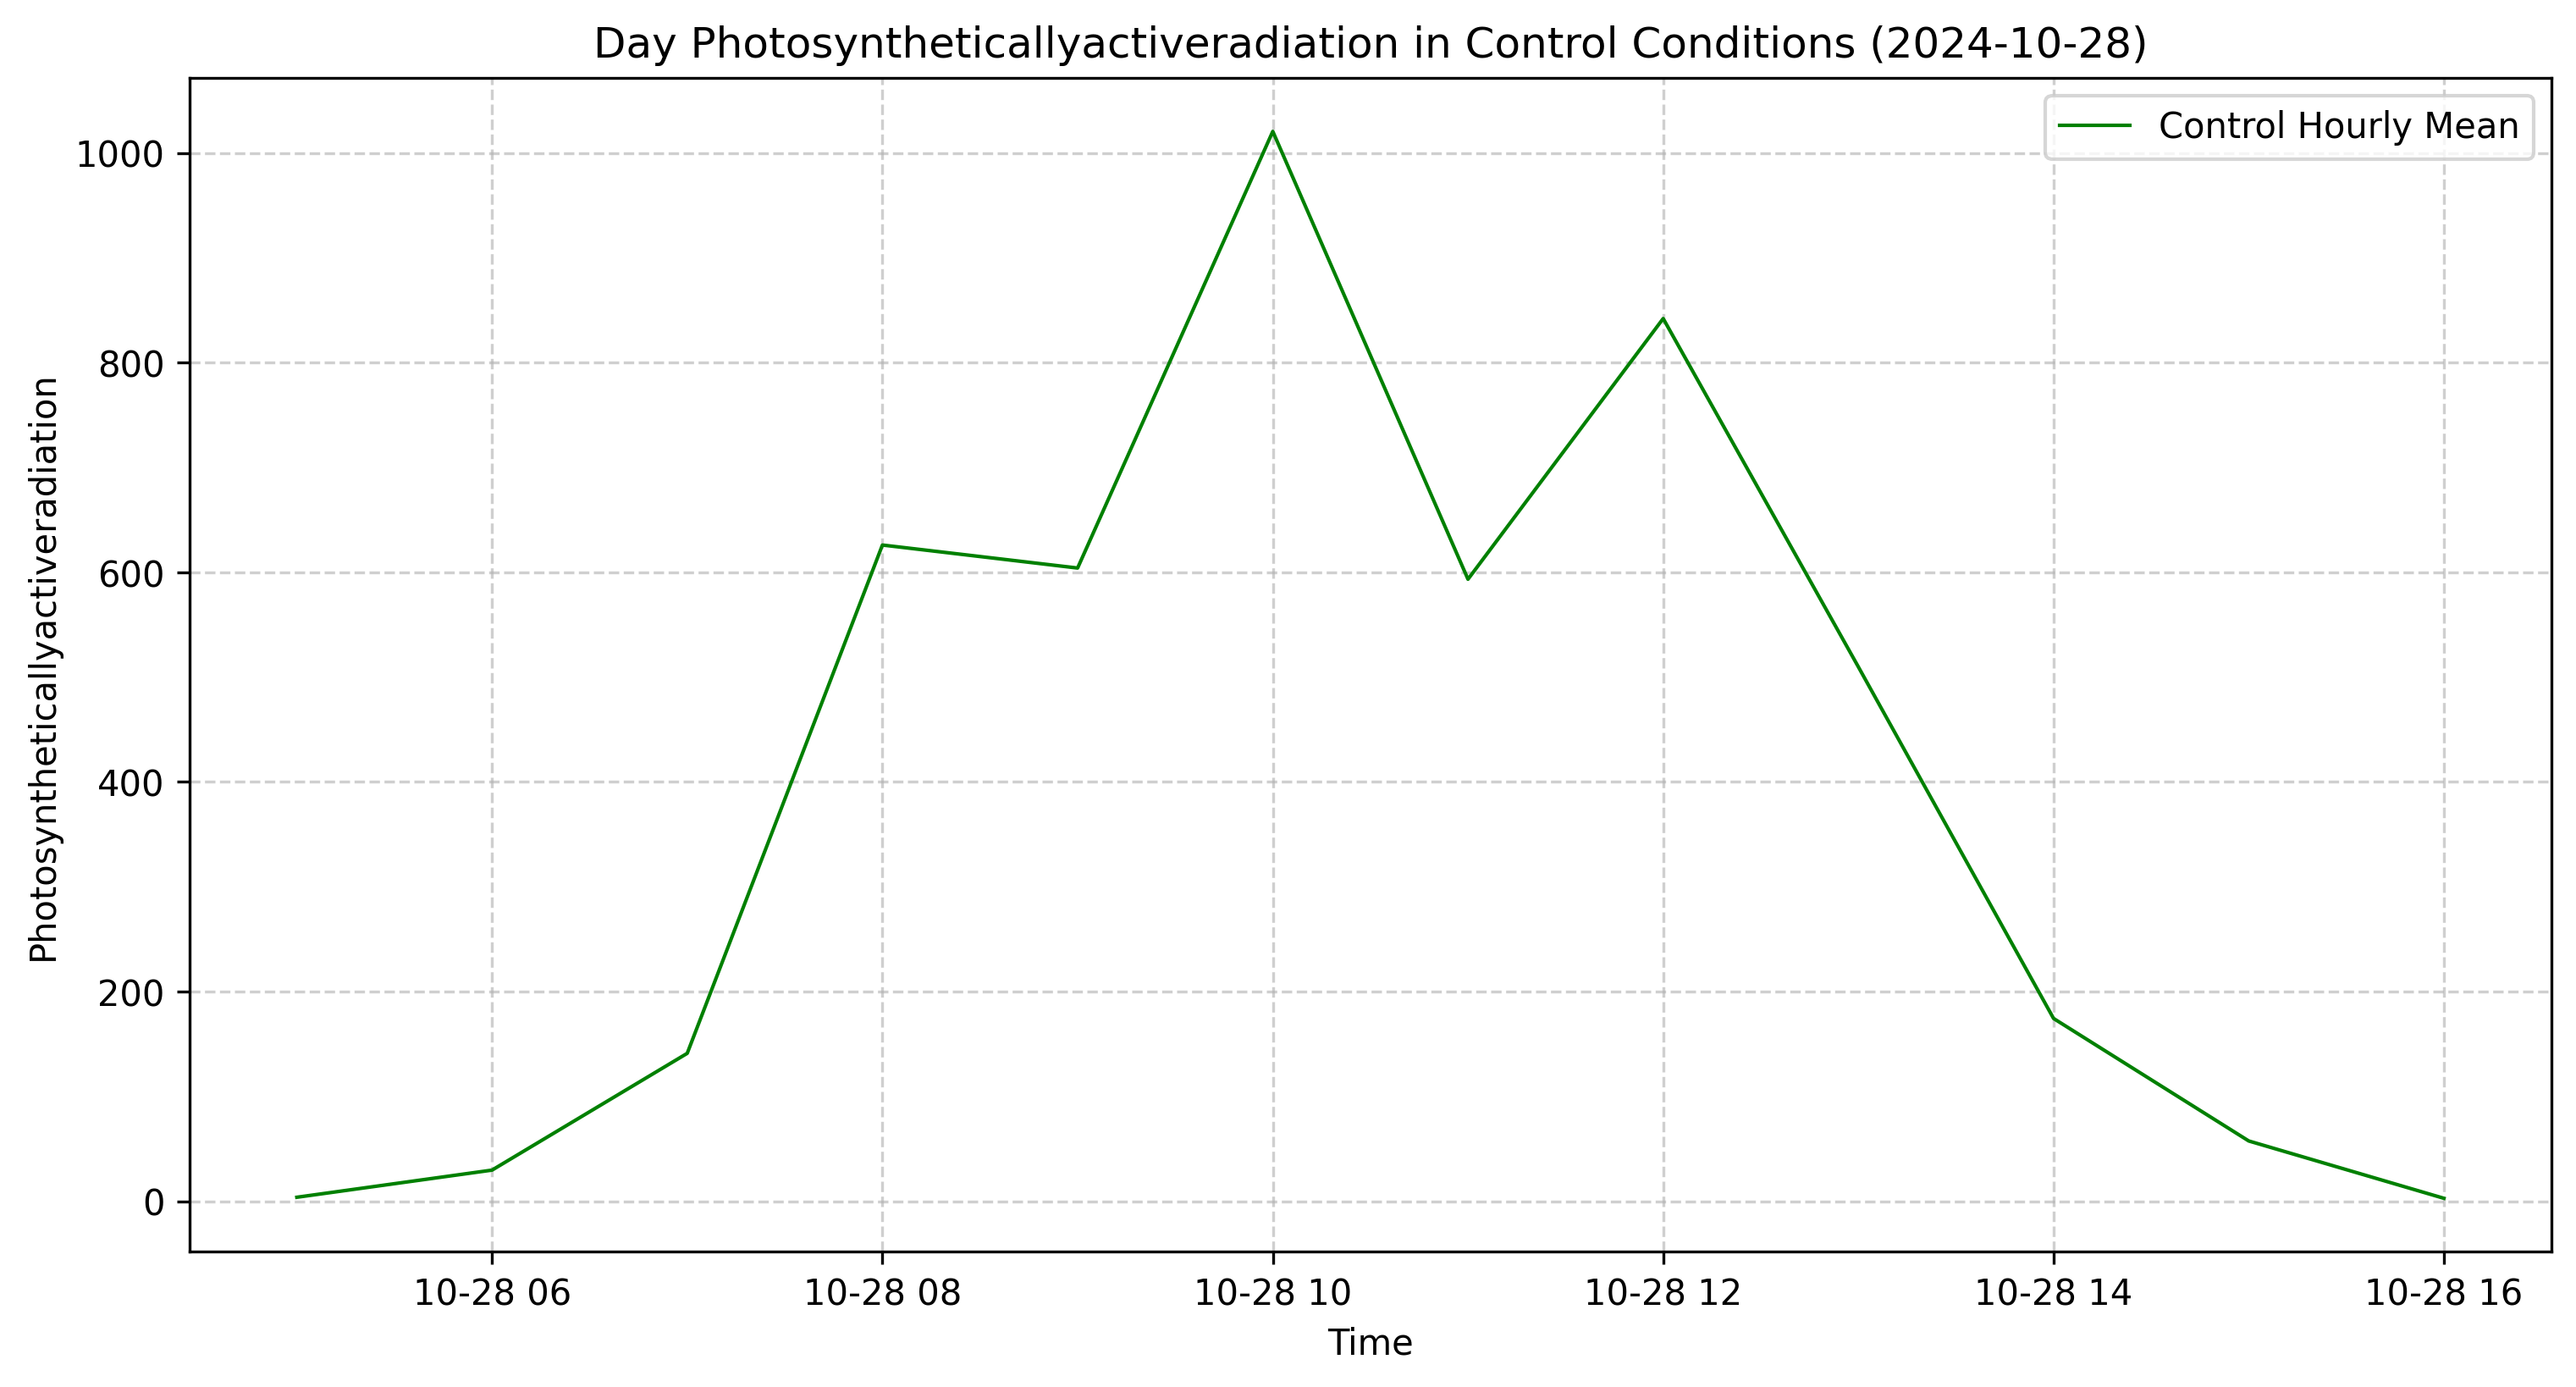 Day Photosyntheticallyactiveradiation in Control Conditions (2024-10-28)
Control Hourly Mean
Photosyntheticallyactiveradiation
1000
800
600
400
200
0
10-28 06 10-28 08 10-28 10 10-28 12 10-28 14 10-28 16
Time